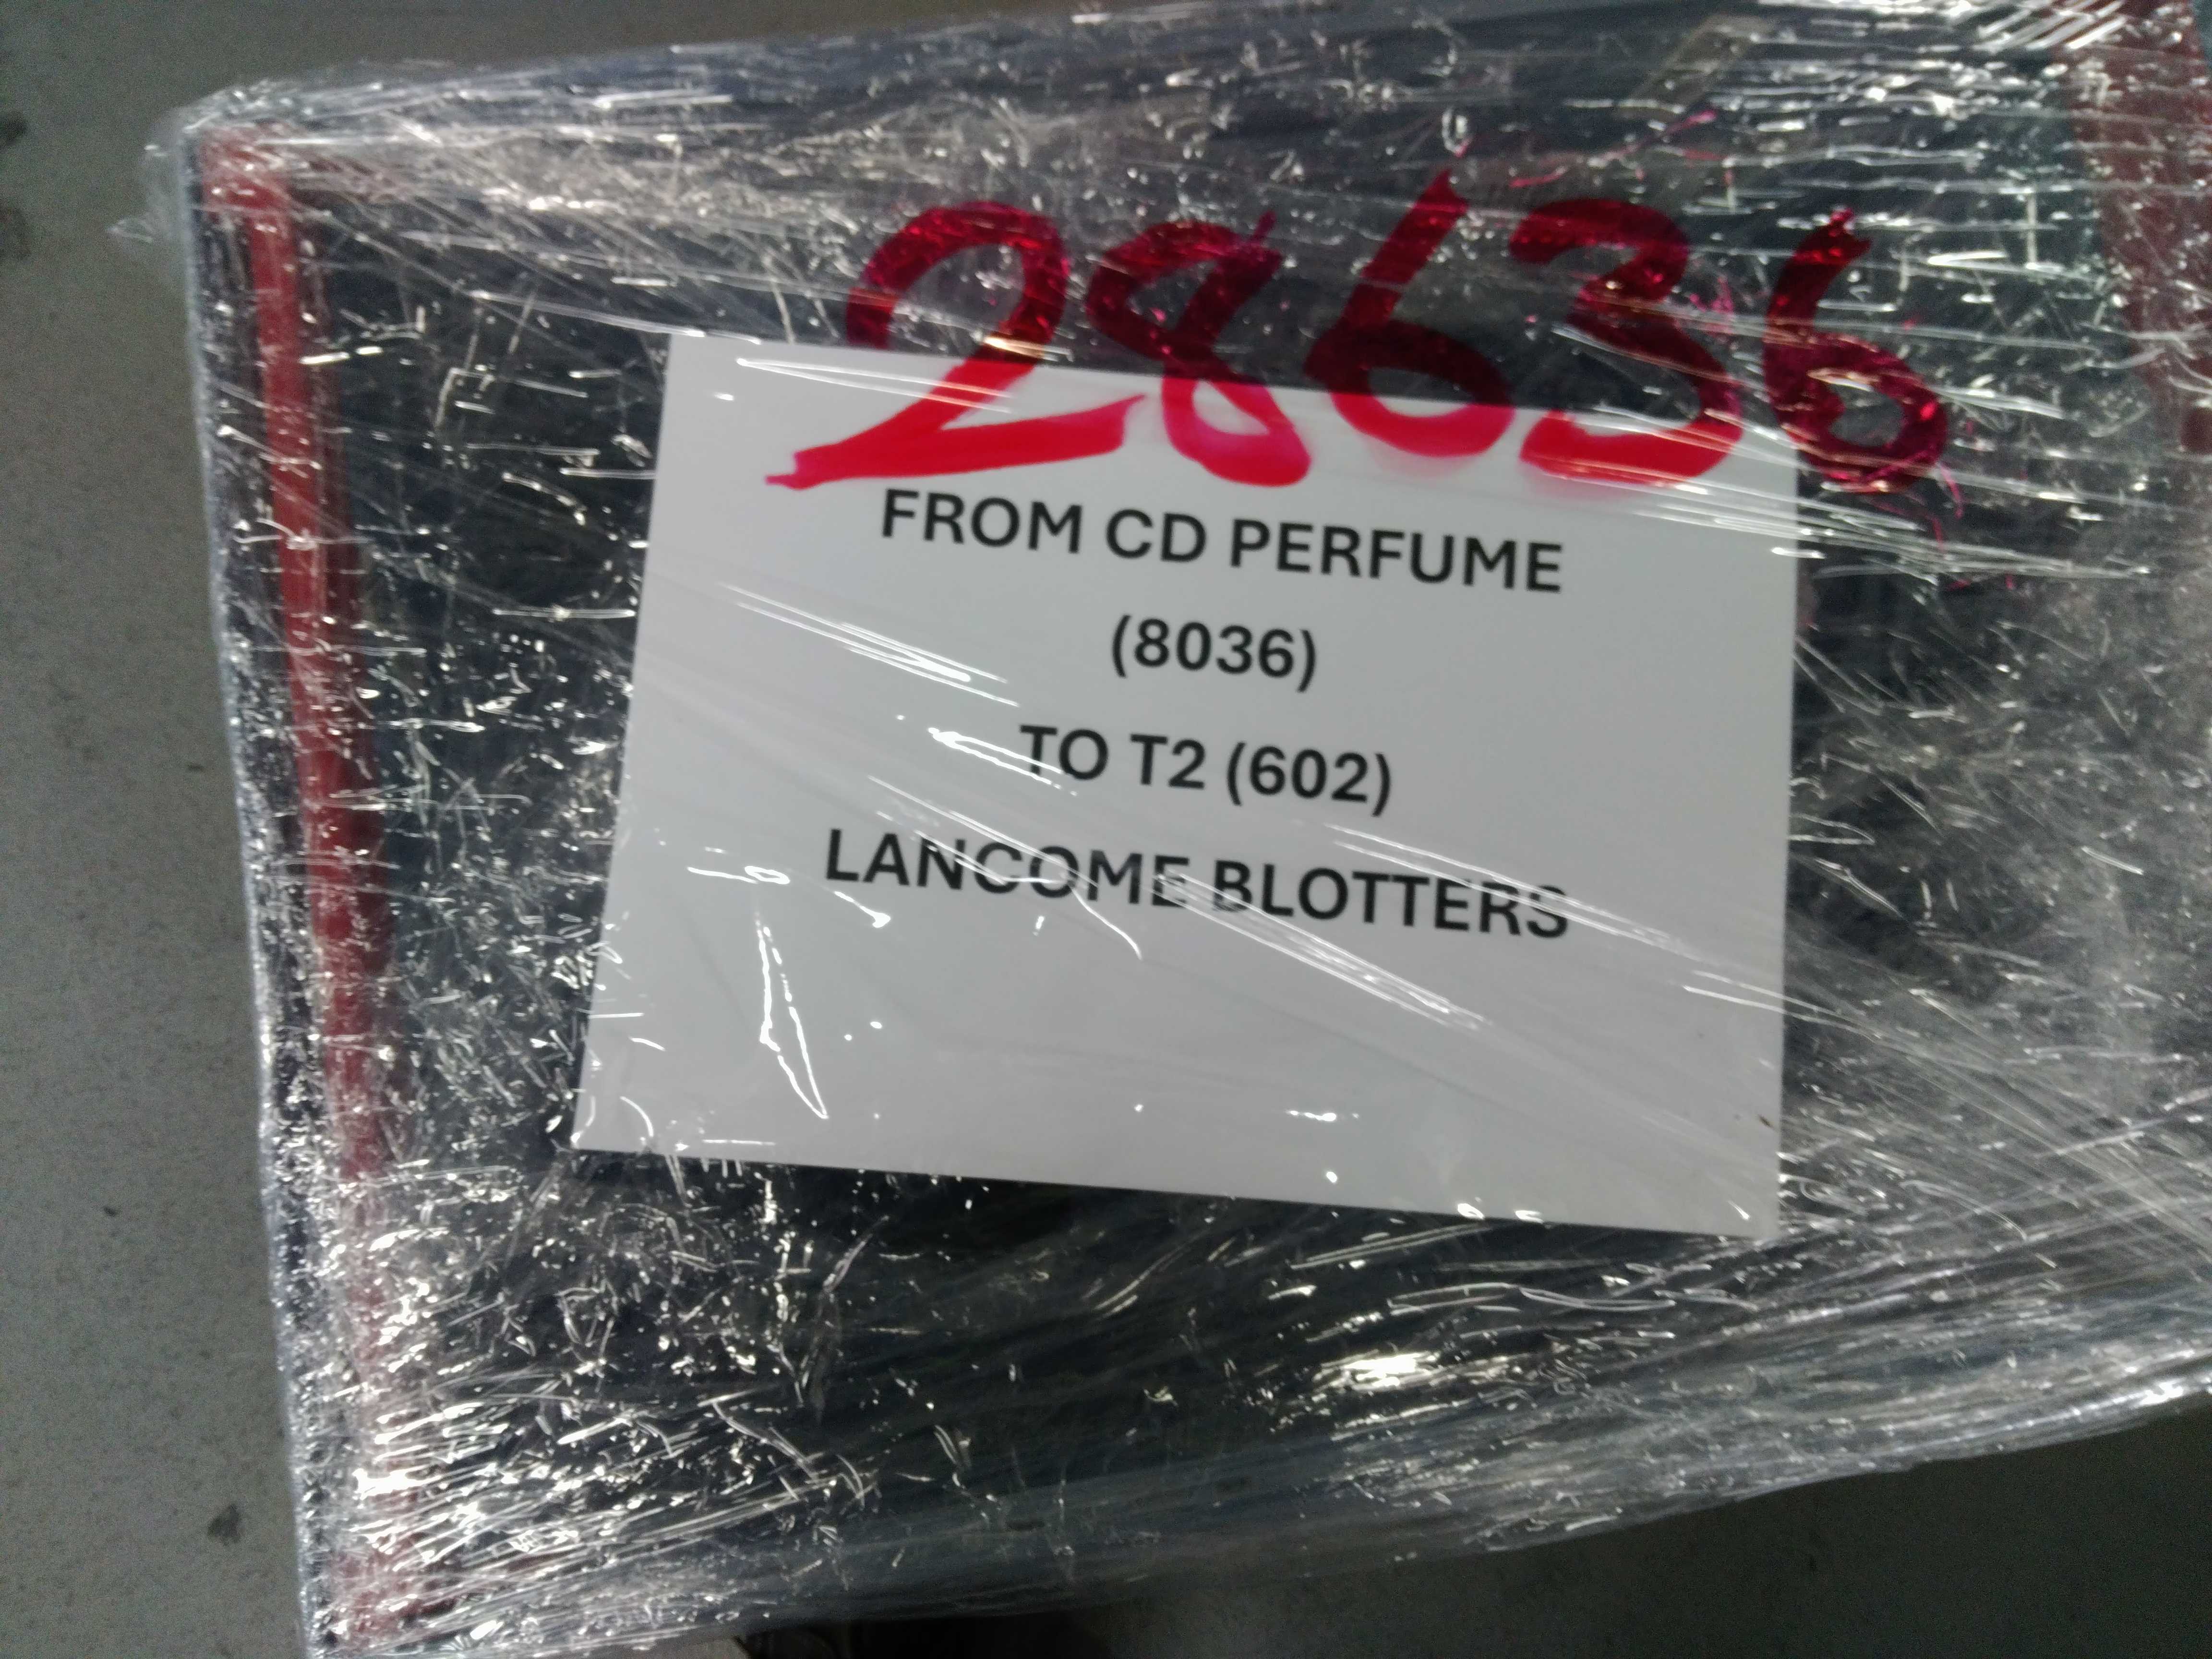 28636
FROM CD PERFUME
(8036)
TO T2 (602)
LANCOME BLOTTERS